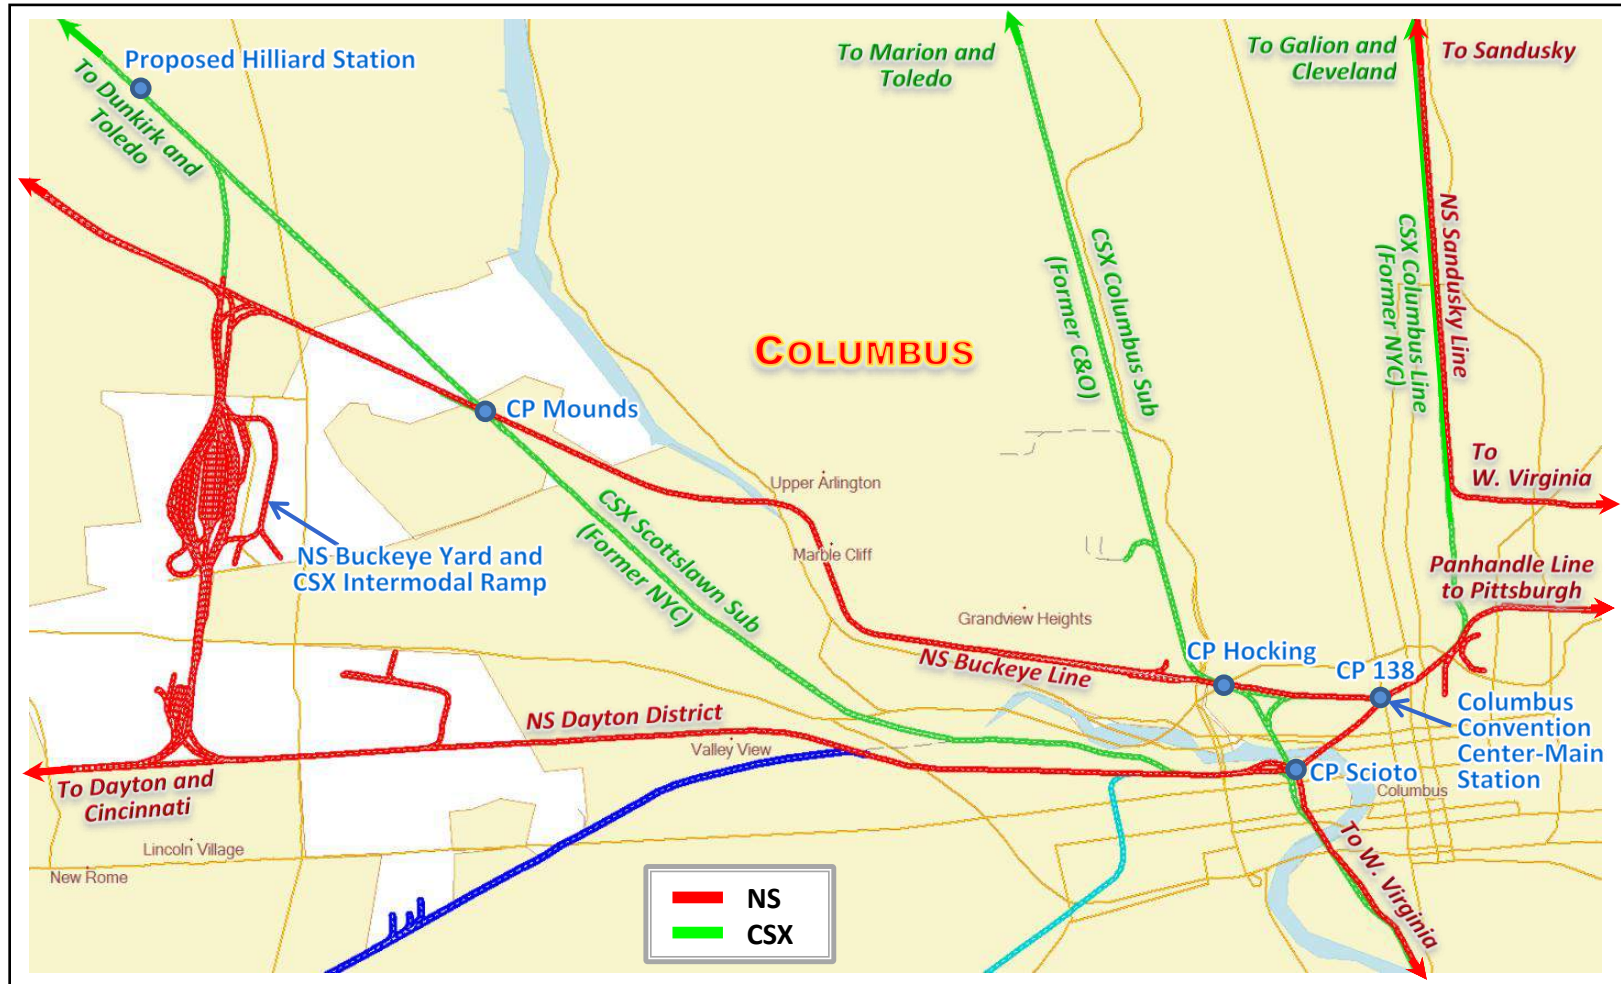 Proposed Hilliard Station
To Dunkirk and
Toledo
To Marion and
Toledo
To Galion and
Cleveland
To Sandusky
CSX Columbus Sub
(Former C&O)
NS Sandusky Line
CSX Columbus Line
(Former NYC)
COLUMBUS
CP Mounds
To
W. Virginia
Upper Arlington
CSX Scottslawn Sub
(Former NYC)
NS Buckeye Yard and
CSX Intermodal Ramp
Marble Cliff
Panhandle Line
to Pittsburgh
Grandview Heights
NS Buckeye Line
CP Hocking
CP 138
Columbus
Convention
Center-Main
Station
NS Dayton District
Valley View
CP Scioto
Columbus
To Dayton and
Cincinnati
Lincoln Village
New Rome
To W. Virginia
NS
CSX